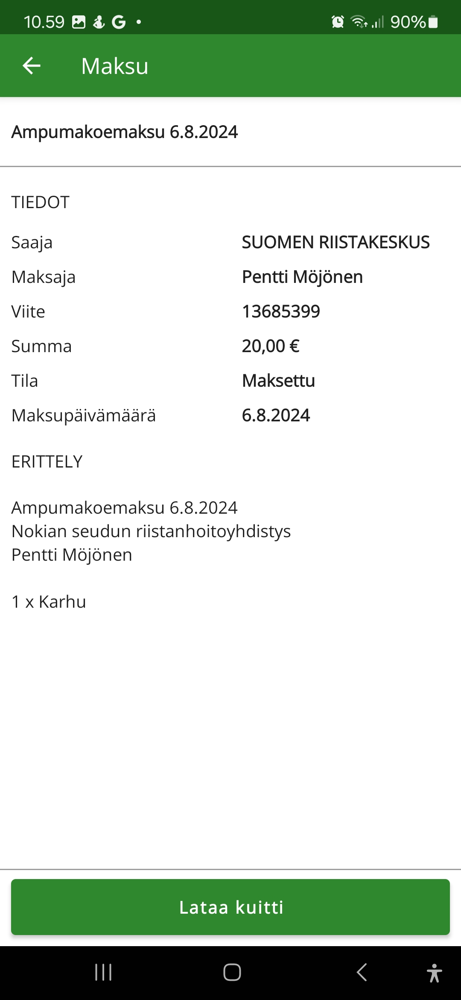 10.59 G 90%
Maksu
Ampumakoemaksu 6.8.2024
TIEDOT
Saaja SUOMEN RIISTAKESKUS
Maksaja Pentti Möjönen
Viite 13685399
Summa 20,00 €
Tila Maksettu
Maksupäivämäärä 6.8.2024
ERITTELY
Ampumakoemaksu 6.8.2024
Nokian seudun riistanhoitoyhdistys
Pentti Möjönen
1 x Karhu
Lataa kuitti